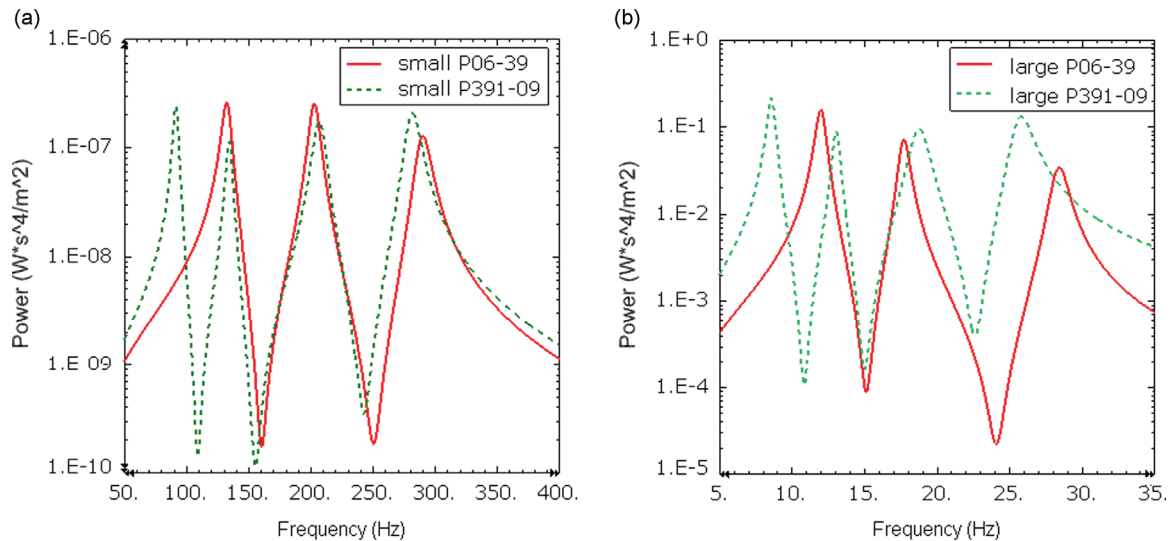 (a)
1.E-06
1.E-07
1.E-08
1.E-09
1.E-10
Power (W*s^4/m^2)
small P06-39
small P391-09
50. 100. 150. 200. 250. 300. 350. 400.
Frequency (Hz)
(b)
1.E+0
1.E-1
1.E-2
1.E-3
1.E-4
1.E-5
Power (W*s^4/m^2)
large P06-39
large P391-09
5. 10. 15. 20. 25. 30. 35.
Frequency (Hz)